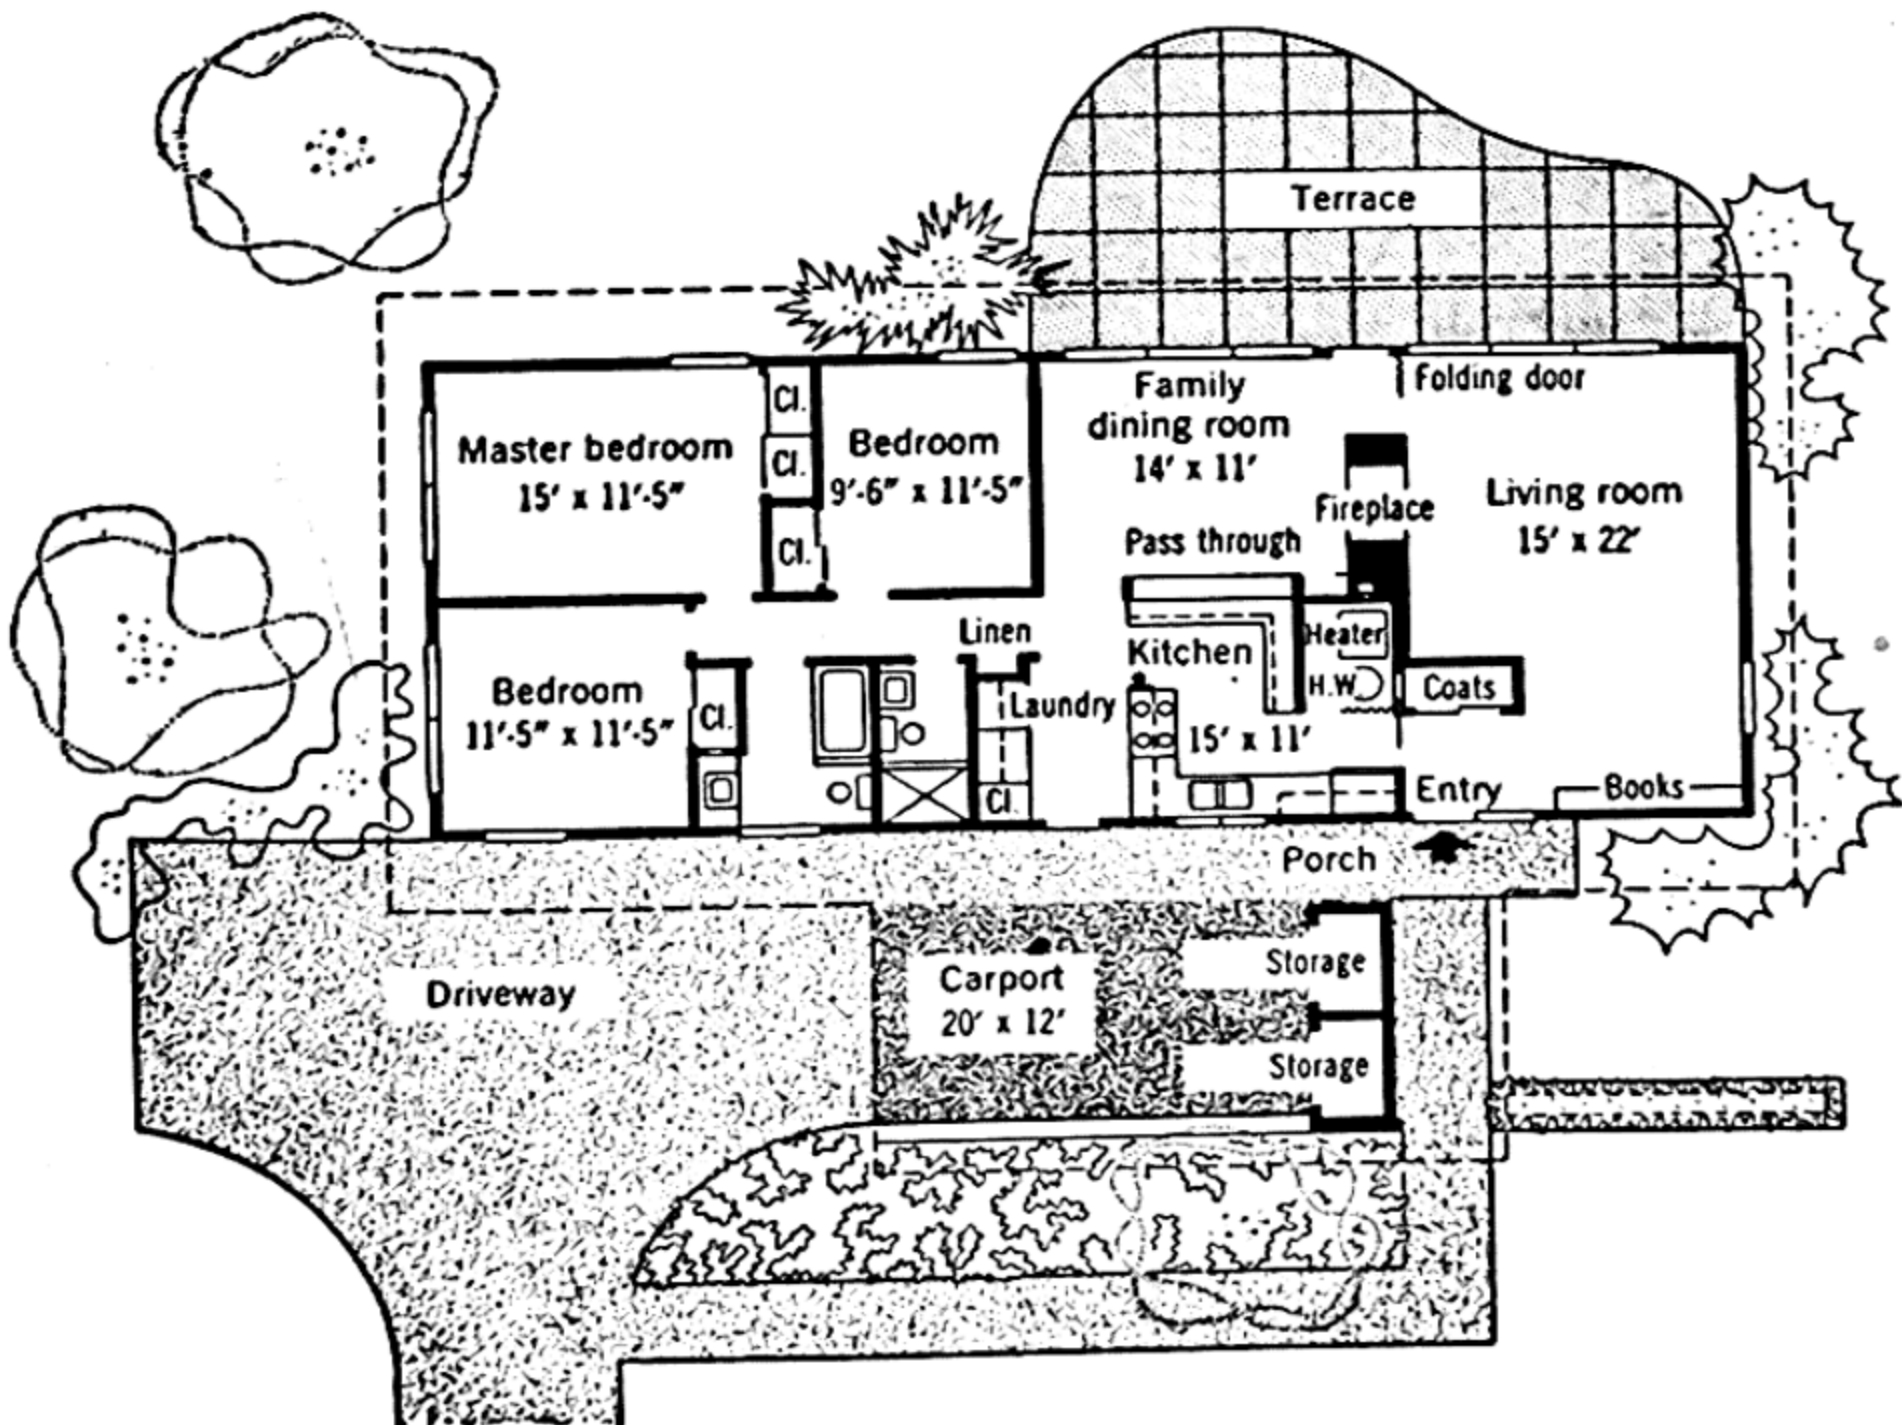 Terrace
Family
dining room
14' x 11'
Folding door
Cl.
Cl.
Cl.
Master bedroom
15' x 11'-5"
Bedroom
9'-6" x 11'-5"
Fireplace
Living room
15' x 22'
Pass through
Linen
Kitchen
15' x 11'
Heater
H.W
Coats
Bedroom
11'-5" x 11'-5"
Cl.
Laundry
Cl.
Entry
Books
Porch
Driveway
Carport
20' x 12'
Storage
Storage